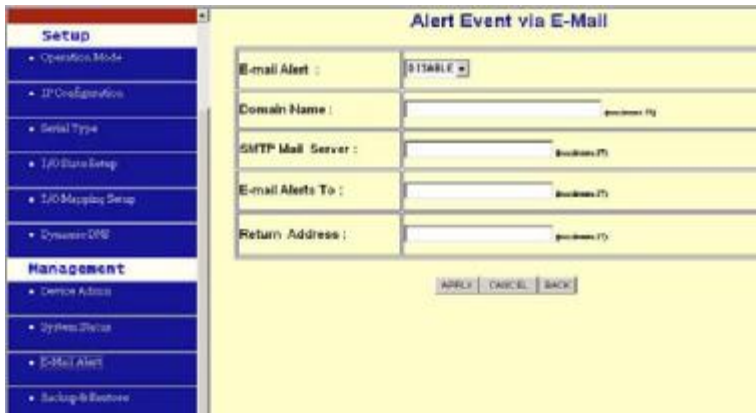 Setup
Operation Mode
IP Configuration
Serial Type
I/O State Setup
I/O Mapping Setup
Dynamic DNS
Management
Device Admin
System Status
E-Mail Alert
Backup & Restore
Alert Event via E-Mail
E-mail Alert :
DISABLE
Domain Name :
SMTP Mail Server :
E-mail Alerts To :
Return Address :
APPLY
CANCEL
BACK